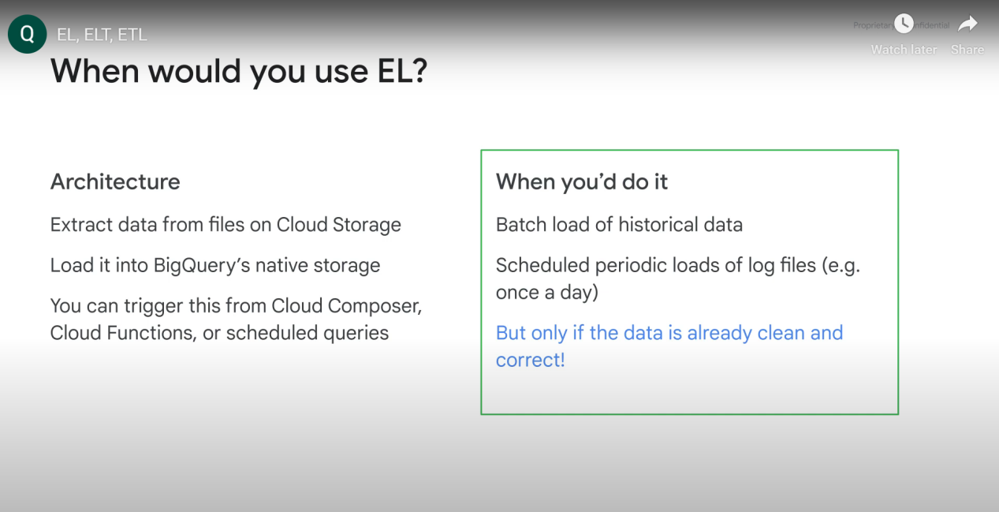 Q
EL, ELT, ETL
Proprietary
nfidential
Watch later
Share
When would you use EL?
Architecture
Extract data from files on Cloud Storage
Load it into BigQuery’s native storage
You can trigger this from Cloud Composer,
Cloud Functions, or scheduled queries
When you’d do it
Batch load of historical data
Scheduled periodic loads of log files (e.g.
once a day)
But only if the data is already clean and
correct!